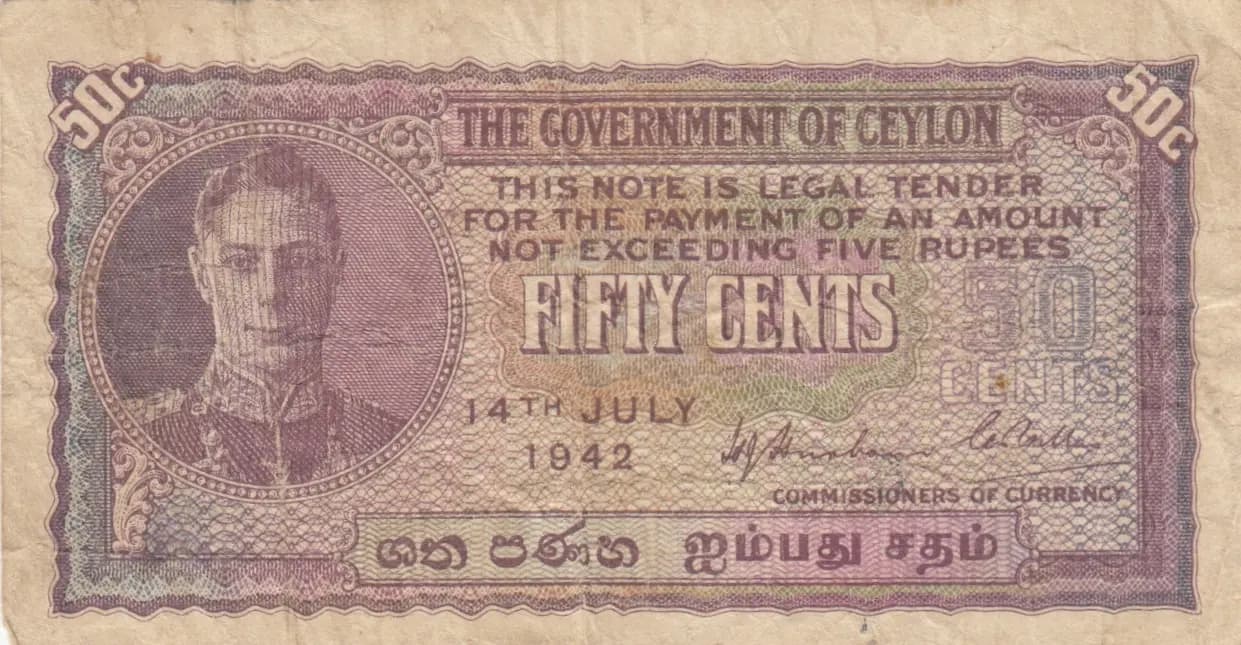 50c
50c
THE GOVERNMENT OF CEYLON
THIS NOTE IS LEGAL TENDER
FOR THE PAYMENT OF AN AMOUNT
NOT EXCEEDING FIVE RUPEES
FIFTY CENTS
50
CENTS
14TH JULY
1942
COMMISSIONERS OF CURRENCY
ශත පණහ ஐம்பது சதம்